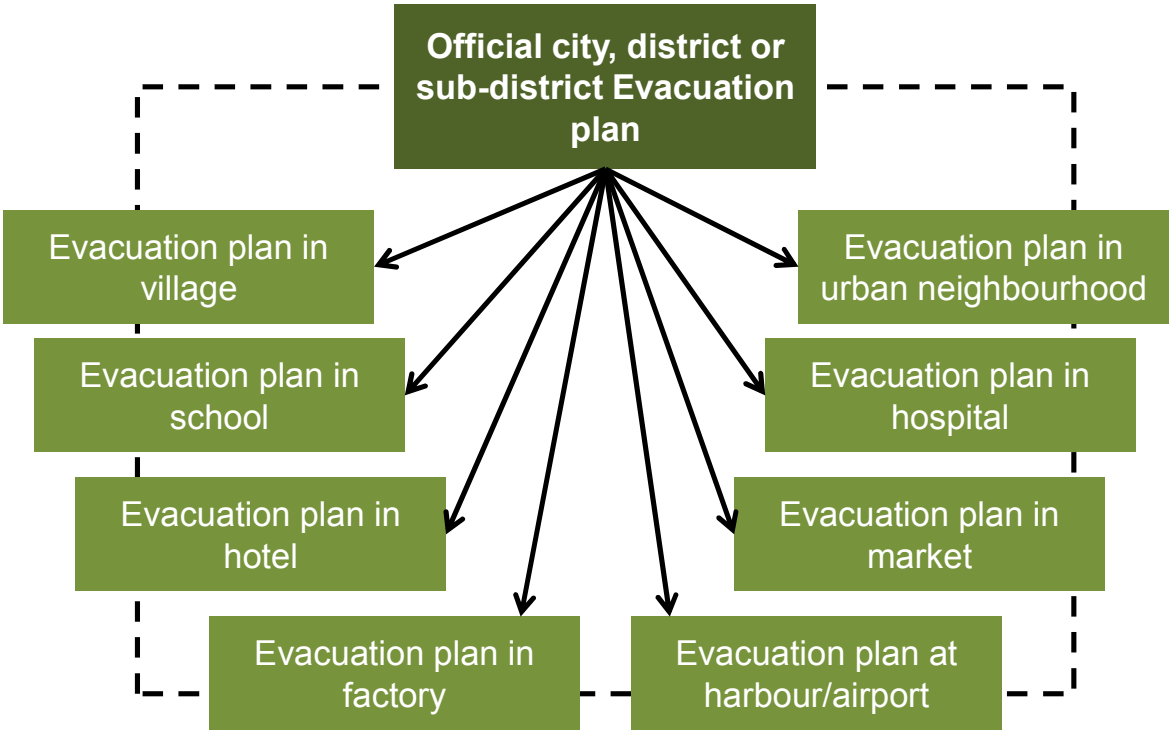 Official city, district or
sub-district Evacuation
plan
Evacuation plan in
village
Evacuation plan in
urban neighbourhood
Evacuation plan in
school
Evacuation plan in
hospital
Evacuation plan in
hotel
Evacuation plan in
market
Evacuation plan in
factory
Evacuation plan at
harbour/airport